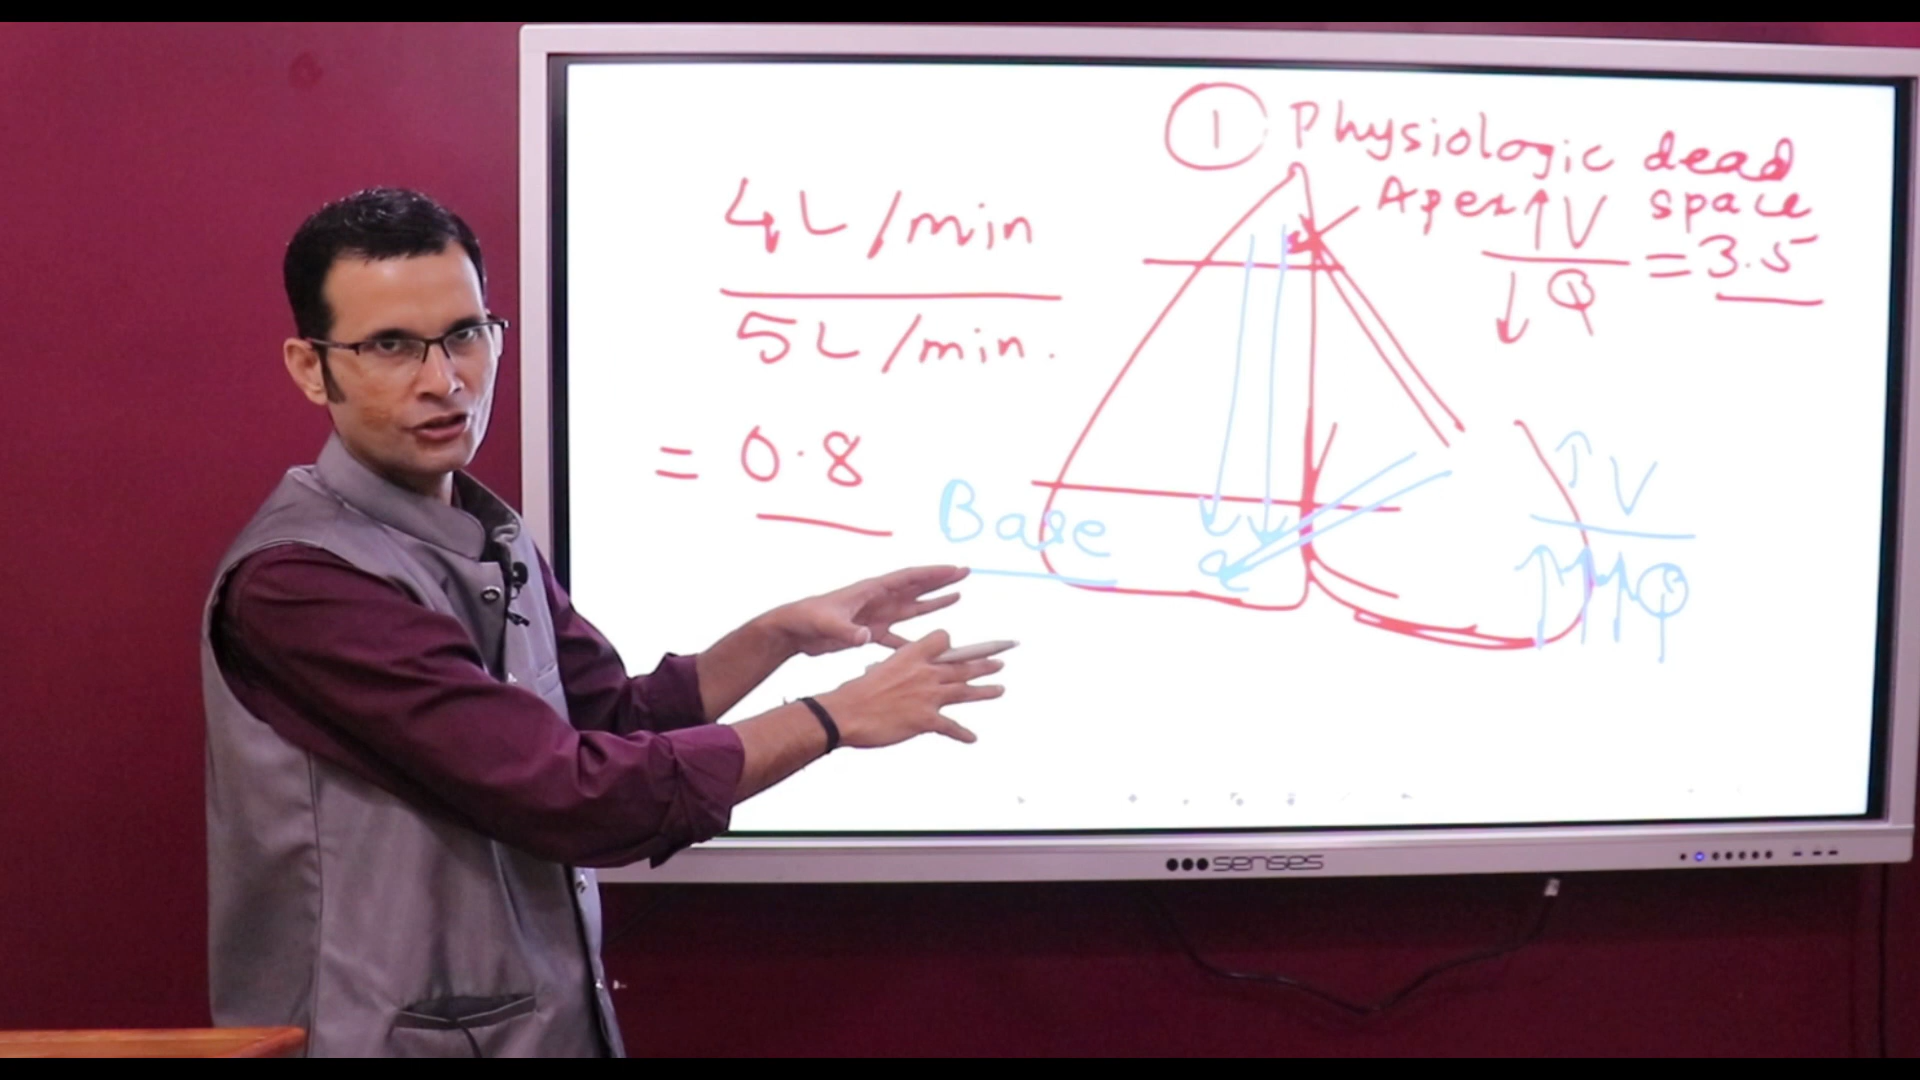 ① Physiologic dead
space
Apex ↑V
= 3.5
↓ Q
4L/min
5L/min.
= 0.8
Base
↑ V
↑↑↑Q
senses